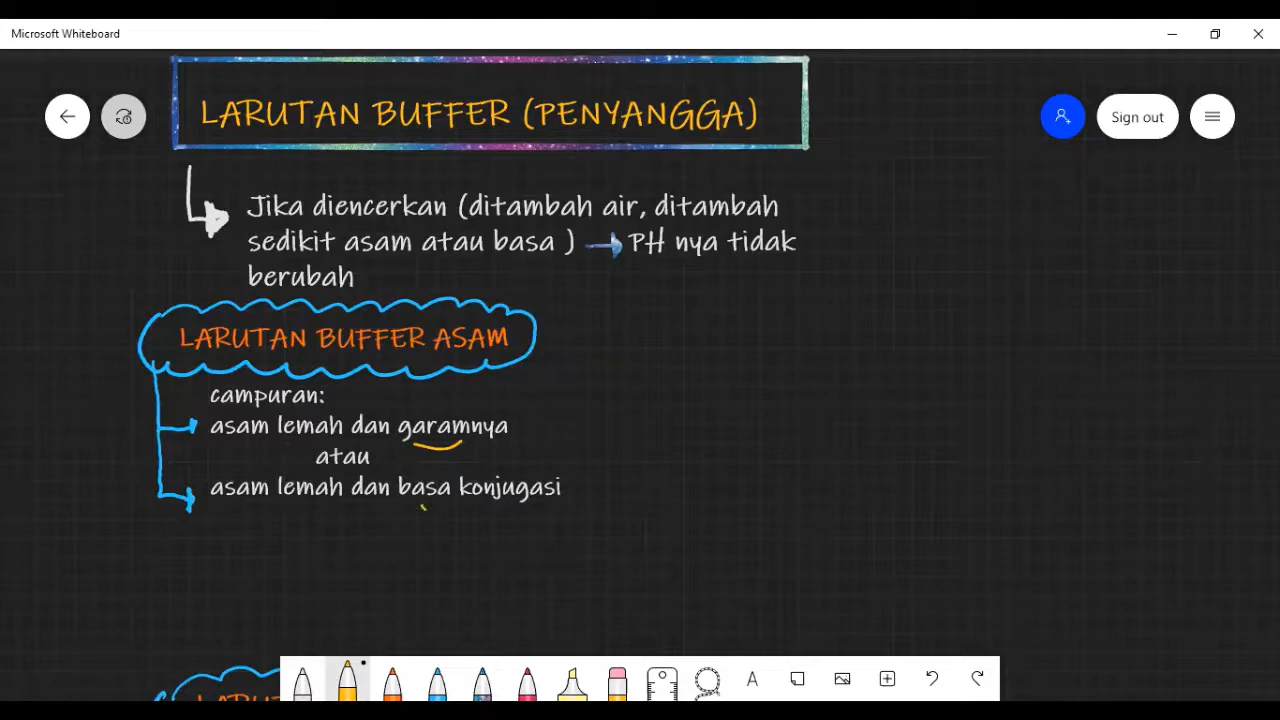 Microsoft Whiteboard
LARUTAN BUFFER (PENYANGGA)
Sign out
Jika diencerkan (ditambah air, ditambah
sedikit asam atau basa ) → PH nya tidak
berubah
LARUTAN BUFFER ASAM
campuran:
asam lemah dan garamnya
atau
asam lemah dan basa konjugasi